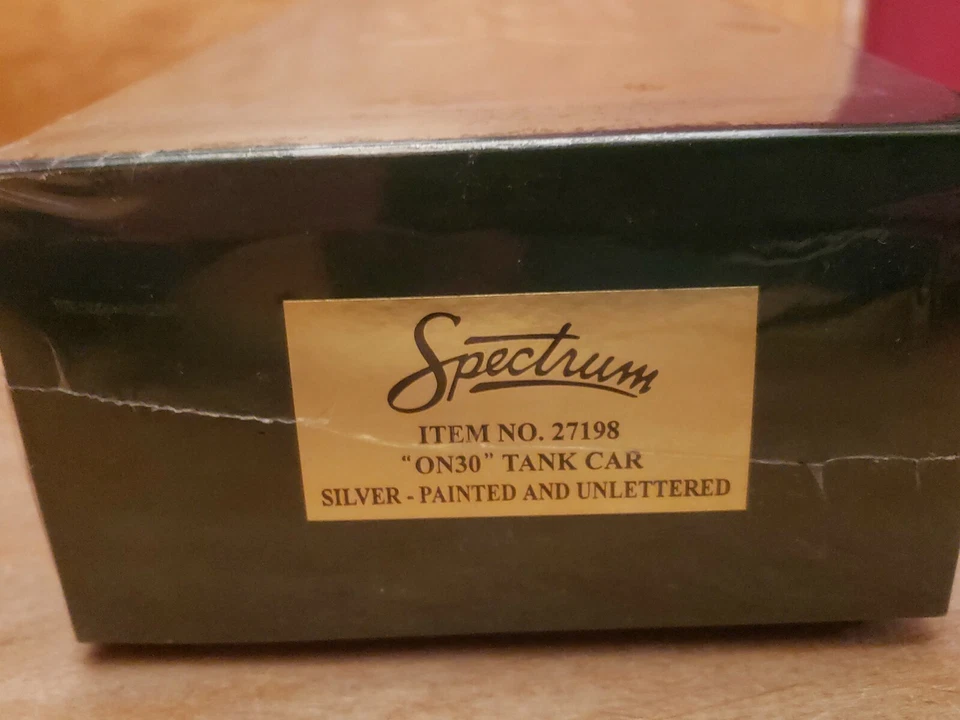 Spectrum
ITEM NO. 27198
“ON30” TANK CAR
SILVER - PAINTED AND UNLETTERED